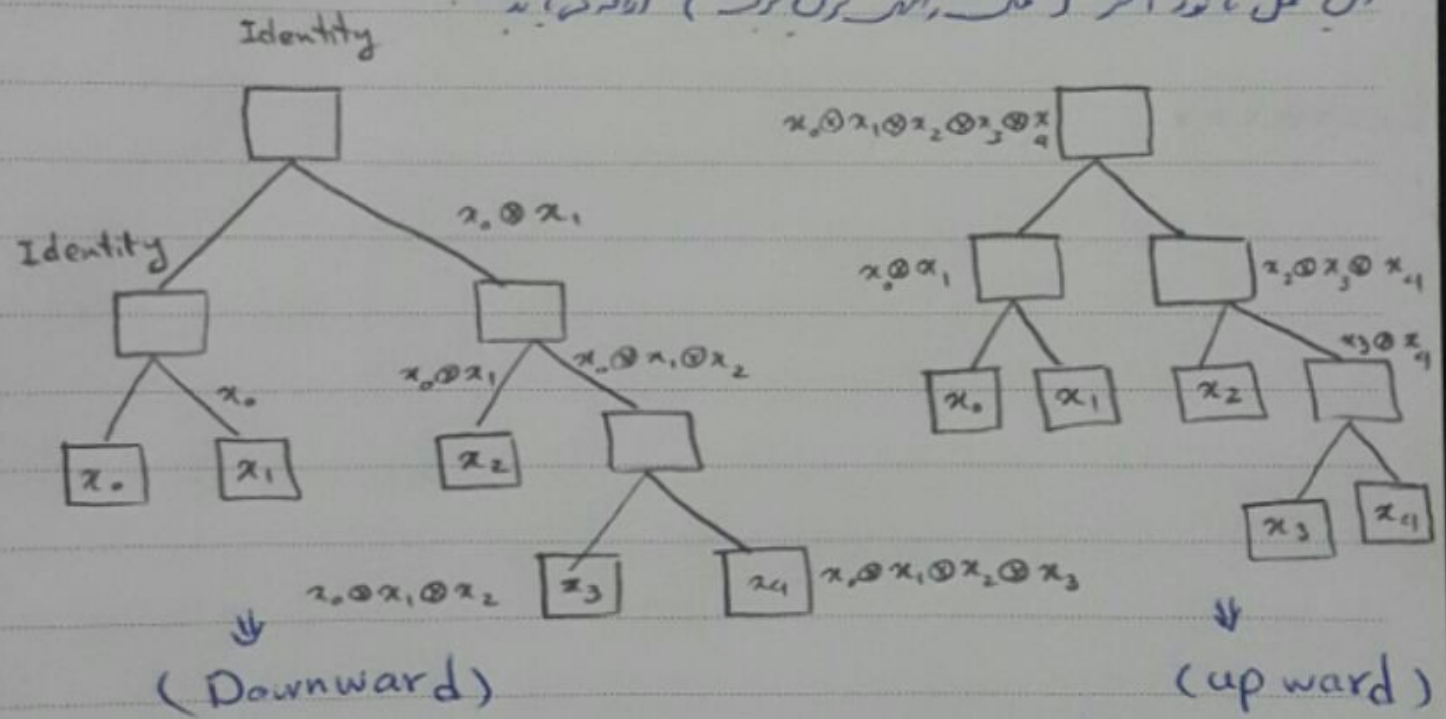 Identity
x₀⊗x₁⊗x₂⊗x₃⊗x₄
x₀⊗x₁
Identity
x₀⊗x₁
x₂⊗x₃⊗x₄
x₀⊗x₁
x₀⊗x₁⊗x₂
x₃⊗x₄
x₀
x₀
x₁
x₂
x₀
x₁
x₂
x₃
x₄
x₀⊗x₁⊗x₂
x₃
x₄
x₀⊗x₁⊗x₂⊗x₃
(Downward)
(up ward)